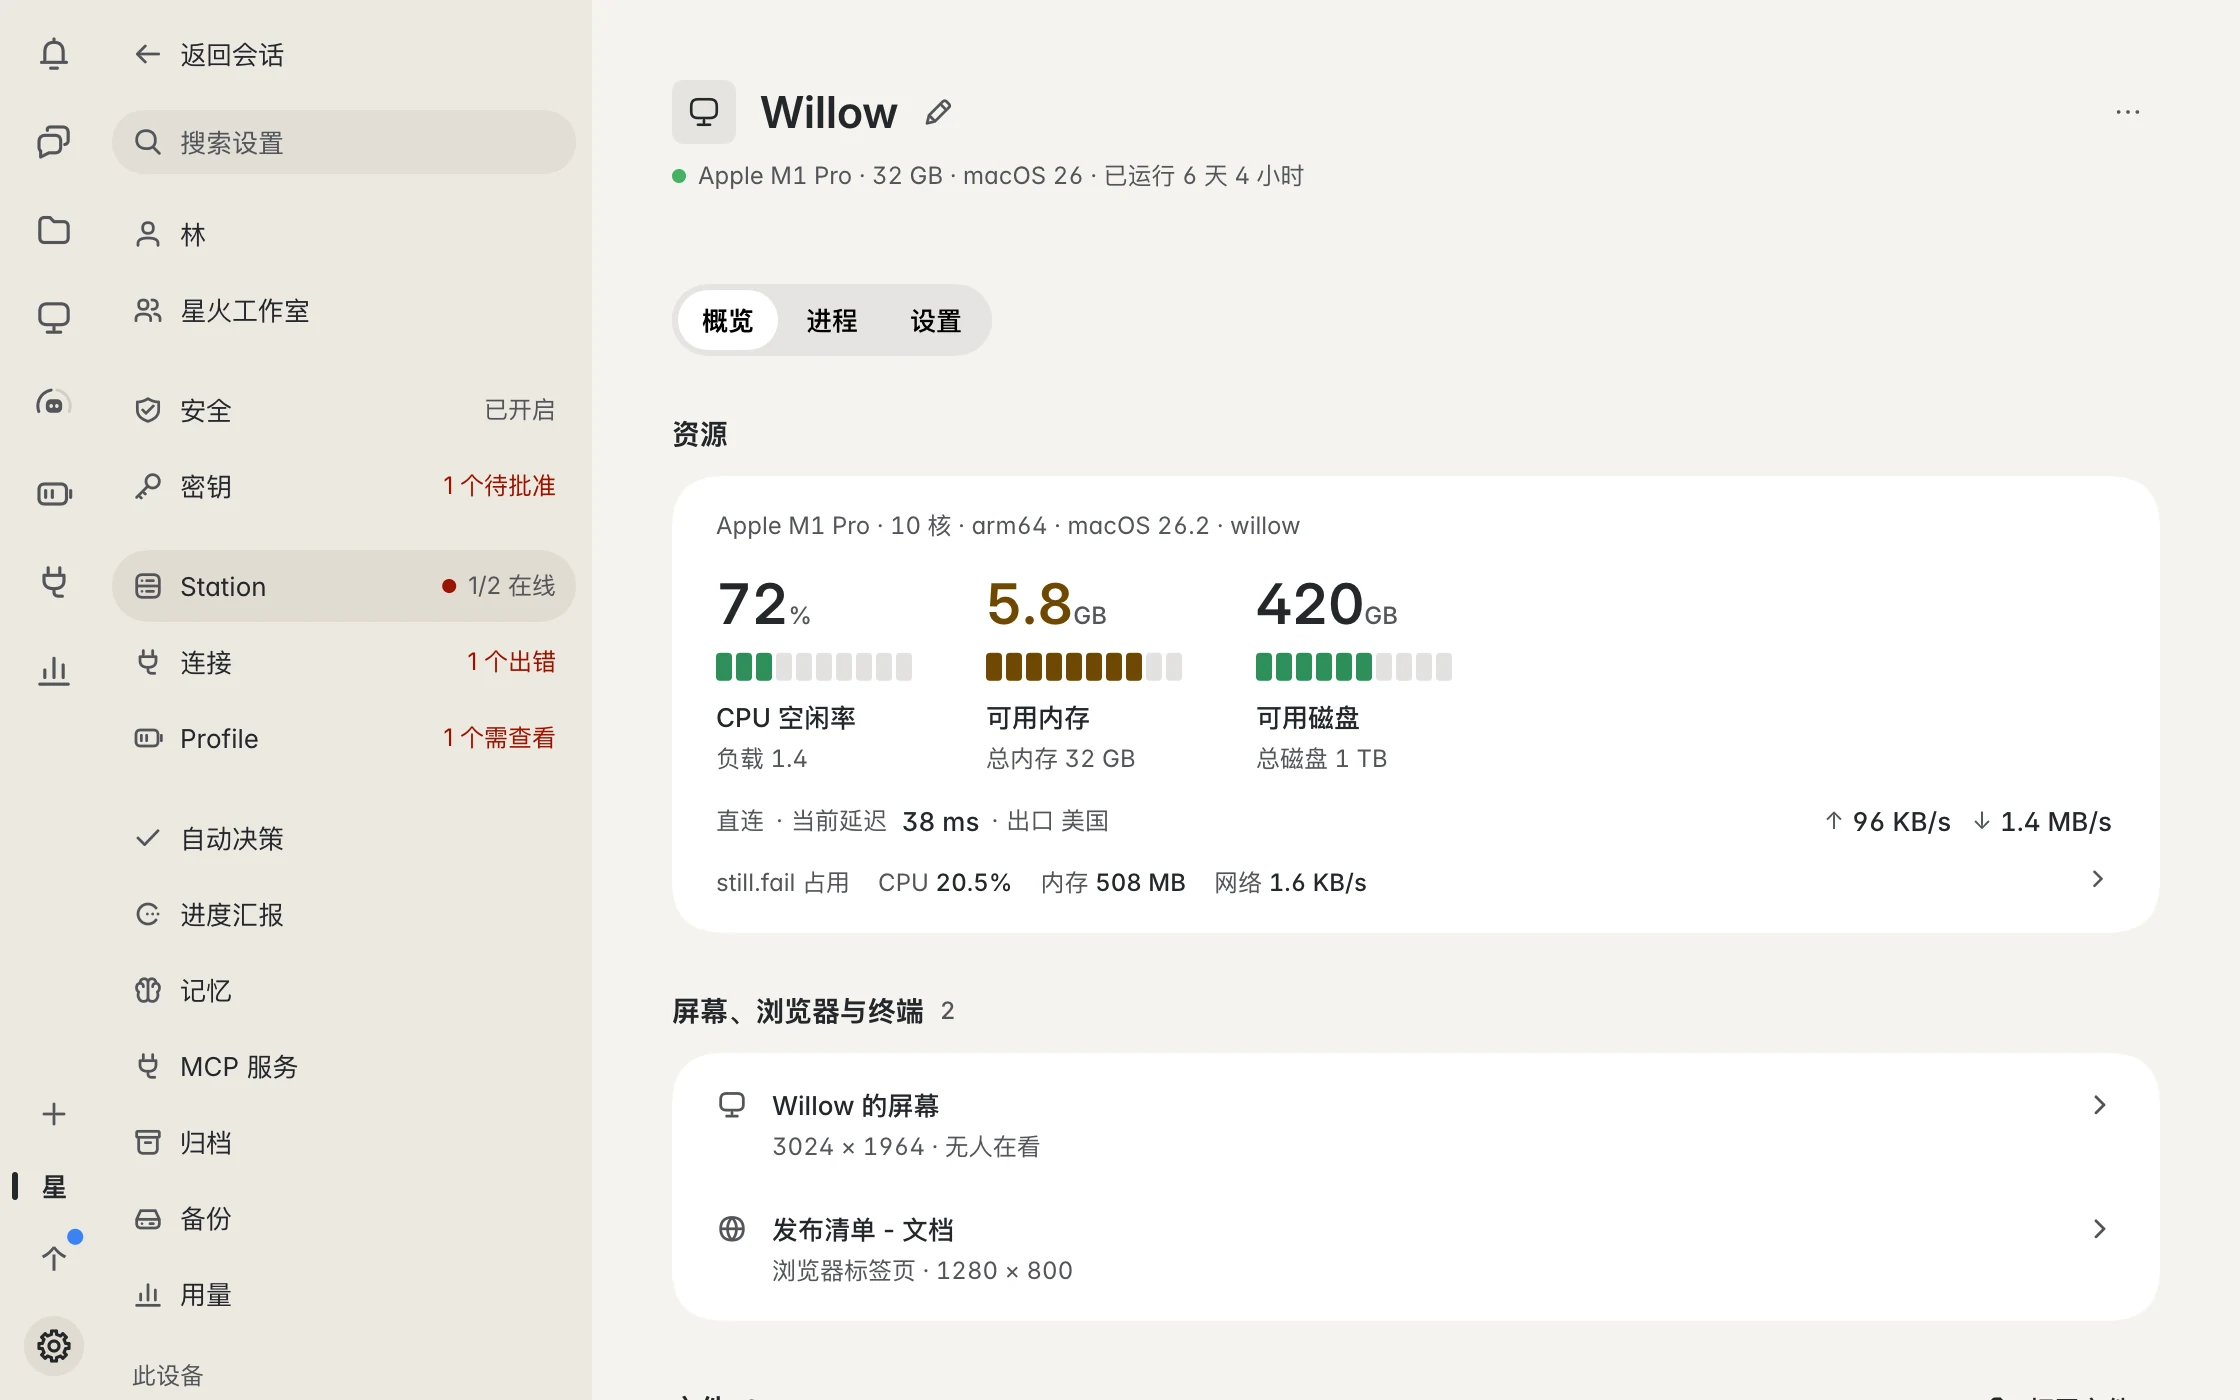 返回会话
搜索设置
林
星火工作室
安全 已开启
密钥 1 个待批准
Station 1/2 在线
连接 1 个出错
Profile 1 个需查看
自动决策
进度汇报
记忆
MCP 服务
归档
备份
用量
此设备
星
个
Willow
Apple M1 Pro · 32 GB · macOS 26 · 已运行 6 天 4 小时
概览 进程 设置
资源
Apple M1 Pro · 10 核 · arm64 · macOS 26.2 · willow
72% 5.8GB 420GB
CPU 空闲率 可用内存 可用磁盘
负载 1.4 总内存 32 GB 总磁盘 1 TB
直连 · 当前延迟 38 ms · 出口 美国 ↑ 96 KB/s ↓ 1.4 MB/s
still.fail 占用 CPU 20.5% 内存 508 MB 网络 1.6 KB/s
屏幕、浏览器与终端 2
Willow 的屏幕
3024 × 1964 · 无人在看
发布清单 - 文档
浏览器标签页 · 1280 × 800